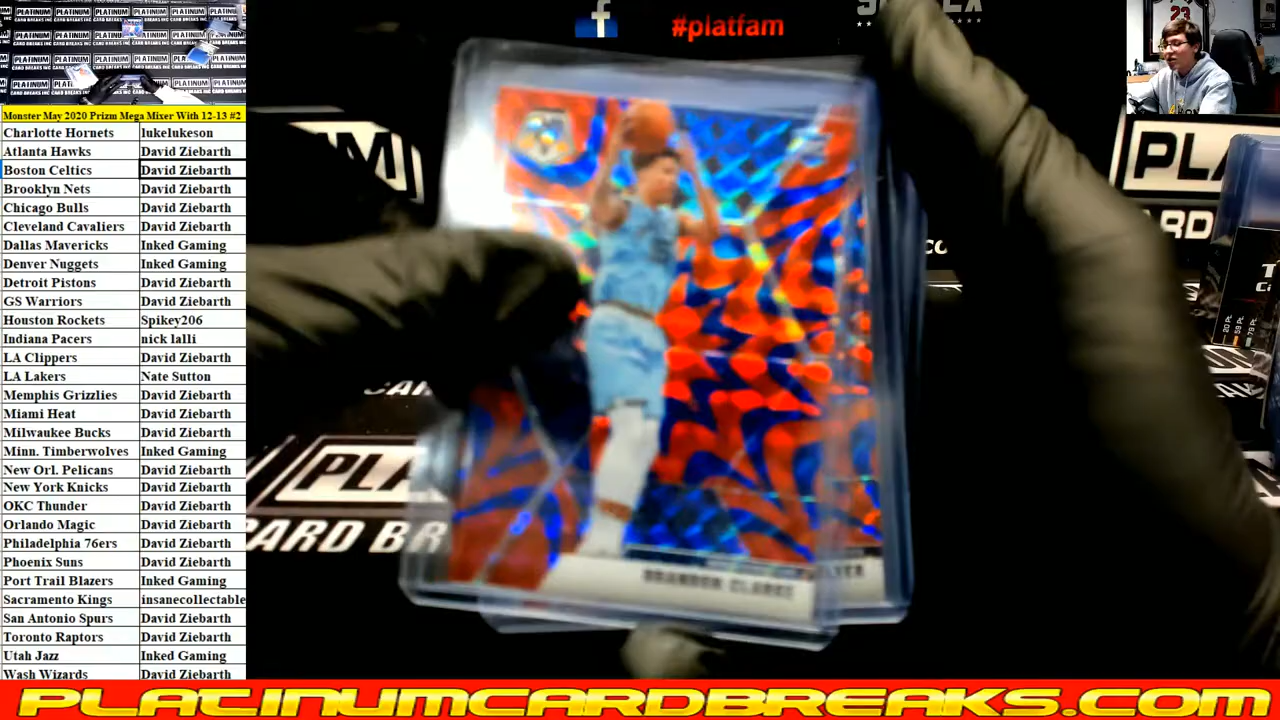 #platfam
23
Monster May 2020 Prizm Mega Mixer With 12-13 #2
Charlotte Hornets lukelukeson
Atlanta Hawks David Ziebarth
Boston Celtics David Ziebarth
Brooklyn Nets David Ziebarth
Chicago Bulls David Ziebarth
Cleveland Cavaliers David Ziebarth
Dallas Mavericks Inked Gaming
Denver Nuggets Inked Gaming
Detroit Pistons David Ziebarth
GS Warriors David Ziebarth
Houston Rockets Spikey206
Indiana Pacers nick lalli
LA Clippers David Ziebarth
LA Lakers Nate Sutton
Memphis Grizzlies David Ziebarth
Miami Heat David Ziebarth
Milwaukee Bucks David Ziebarth
Minn. Timberwolves Inked Gaming
New Orl. Pelicans David Ziebarth
New York Knicks David Ziebarth
OKC Thunder David Ziebarth
Orlando Magic David Ziebarth
Philadelphia 76ers David Ziebarth
Phoenix Suns David Ziebarth
Port Trail Blazers Inked Gaming
Sacramento Kings insanecollectable
San Antonio Spurs David Ziebarth
Toronto Raptors David Ziebarth
Utah Jazz Inked Gaming
Wash Wizards David Ziebarth
BRANDON CLARKE
PLATINUMCARDBREAKS.COM